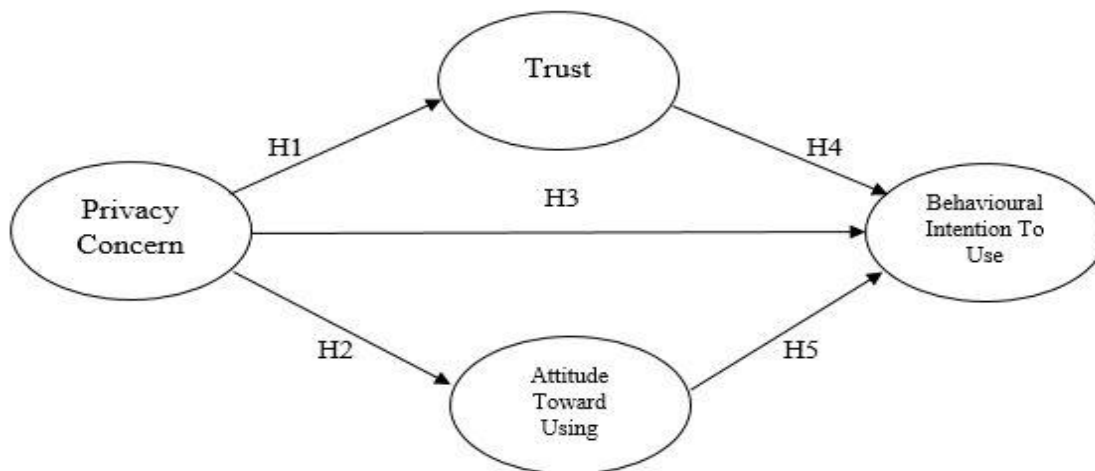 Trust
H1
H4
Privacy
Concern
H3
Behavioural
Intention To
Use
H2
H5
Attitude
Toward
Using